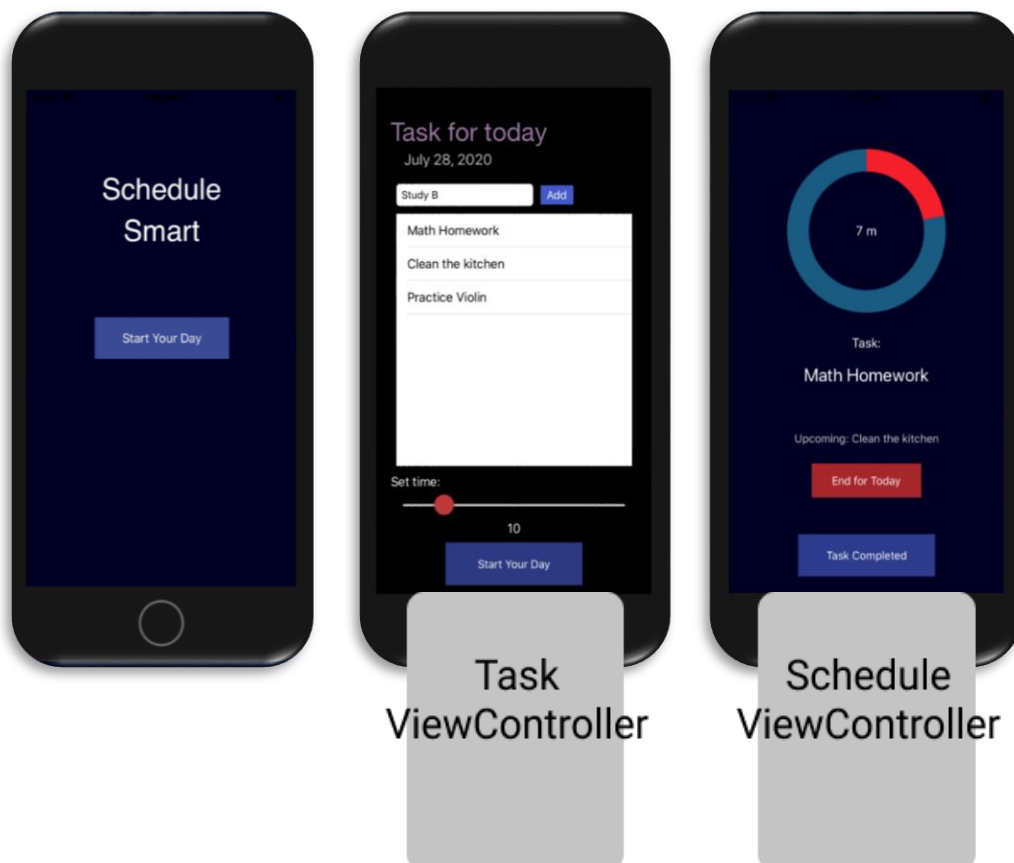 Schedule
Smart
Start Your Day
Task for today
July 28, 2020
Study B
Add
Math Homework
Clean the kitchen
Practice Violin
Set time:
10
Start Your Day
Task
ViewController
7 m
Task:
Math Homework
Upcoming: Clean the kitchen
End for Today
Task Completed
Schedule
ViewController